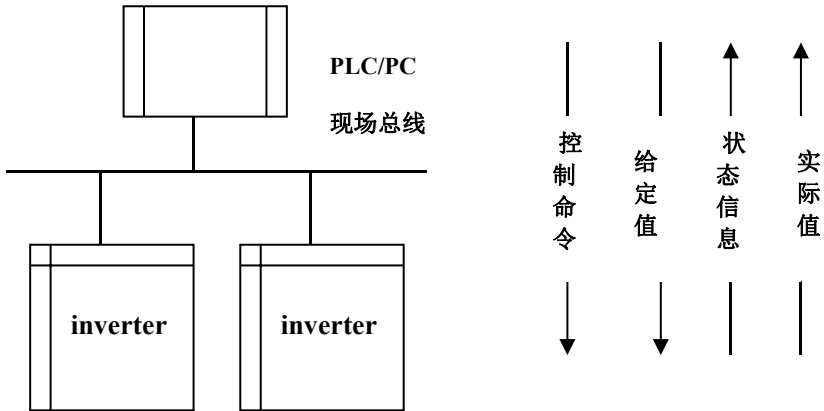 PLC/PC
现场总线
inverter
inverter
控制命令
给定值
状态信息
实际值